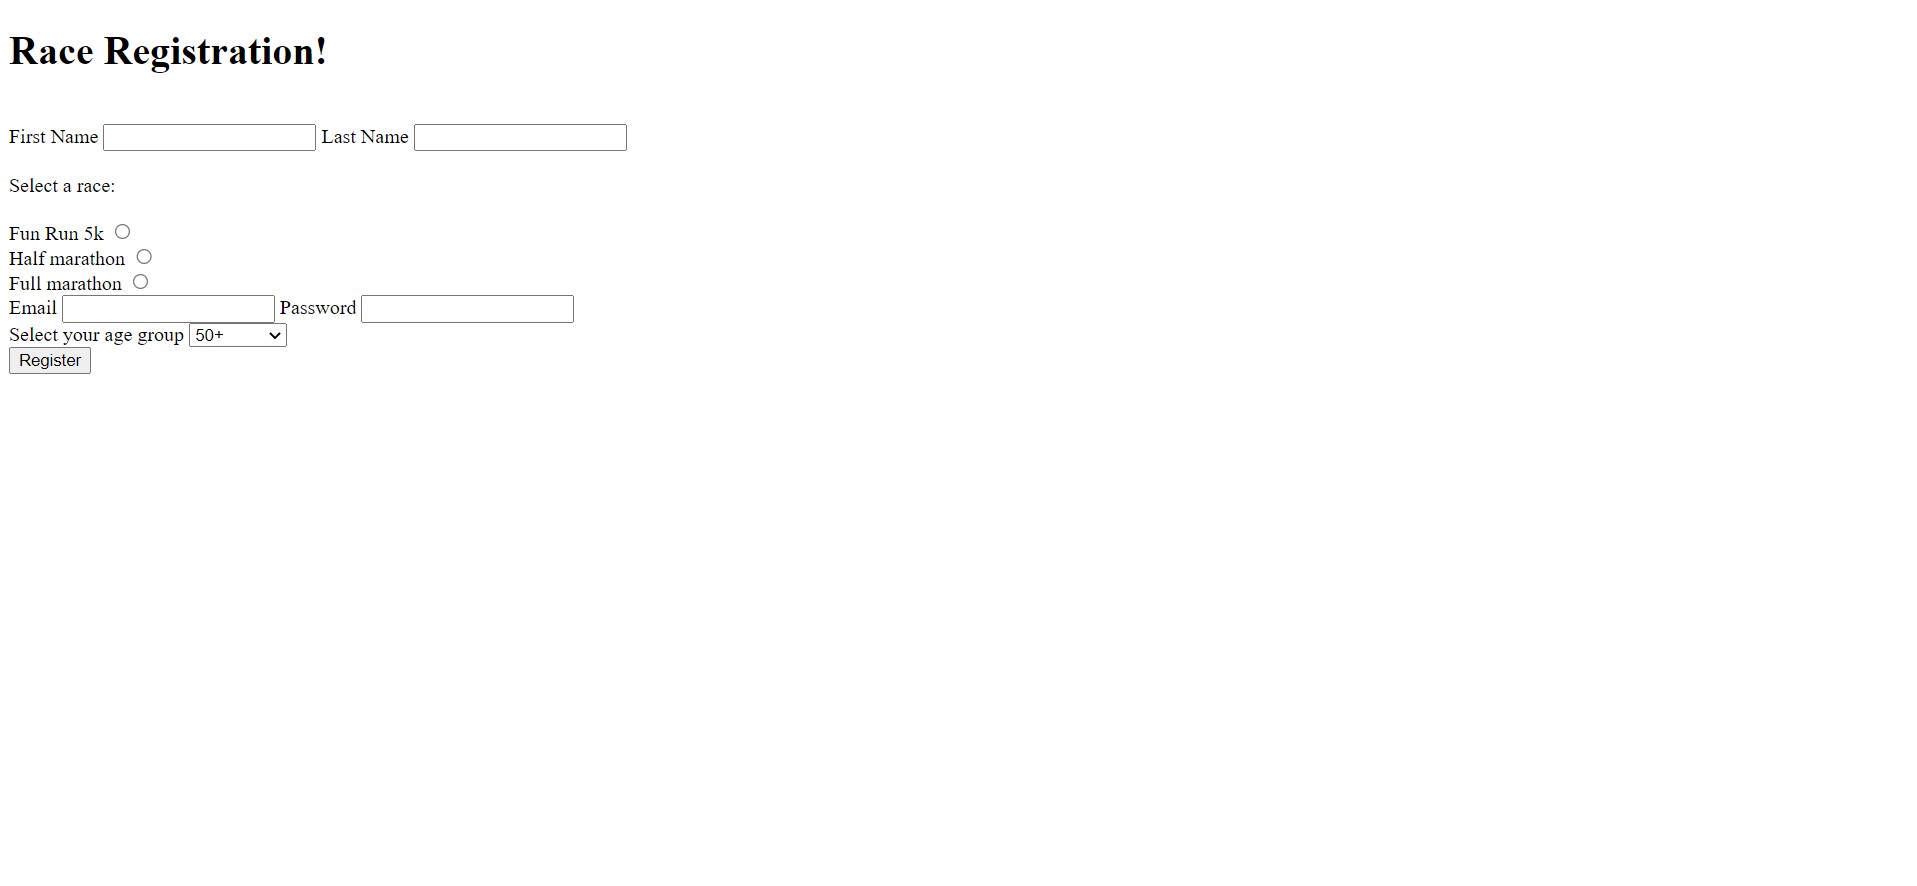 Race Registration!
First Name Last Name
Select a race:
Fun Run 5k
Half marathon
Full marathon
Email Password
Select your age group 50+
Register